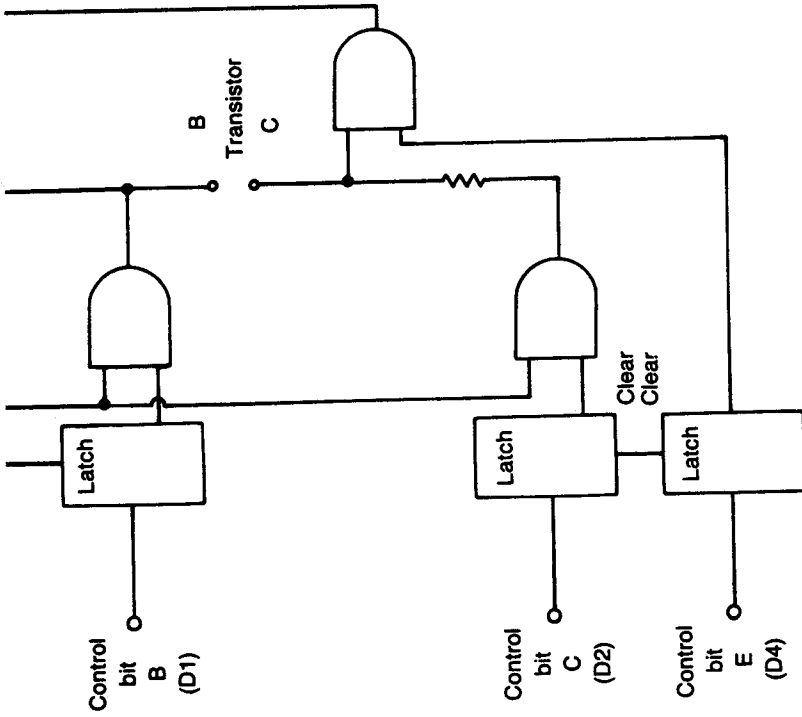 B
Transistor
C
Latch
Latch
Clear
Clear
Latch
Control
bit
B
(D1)
Control
bit
C
(D2)
Control
bit
E
(D4)